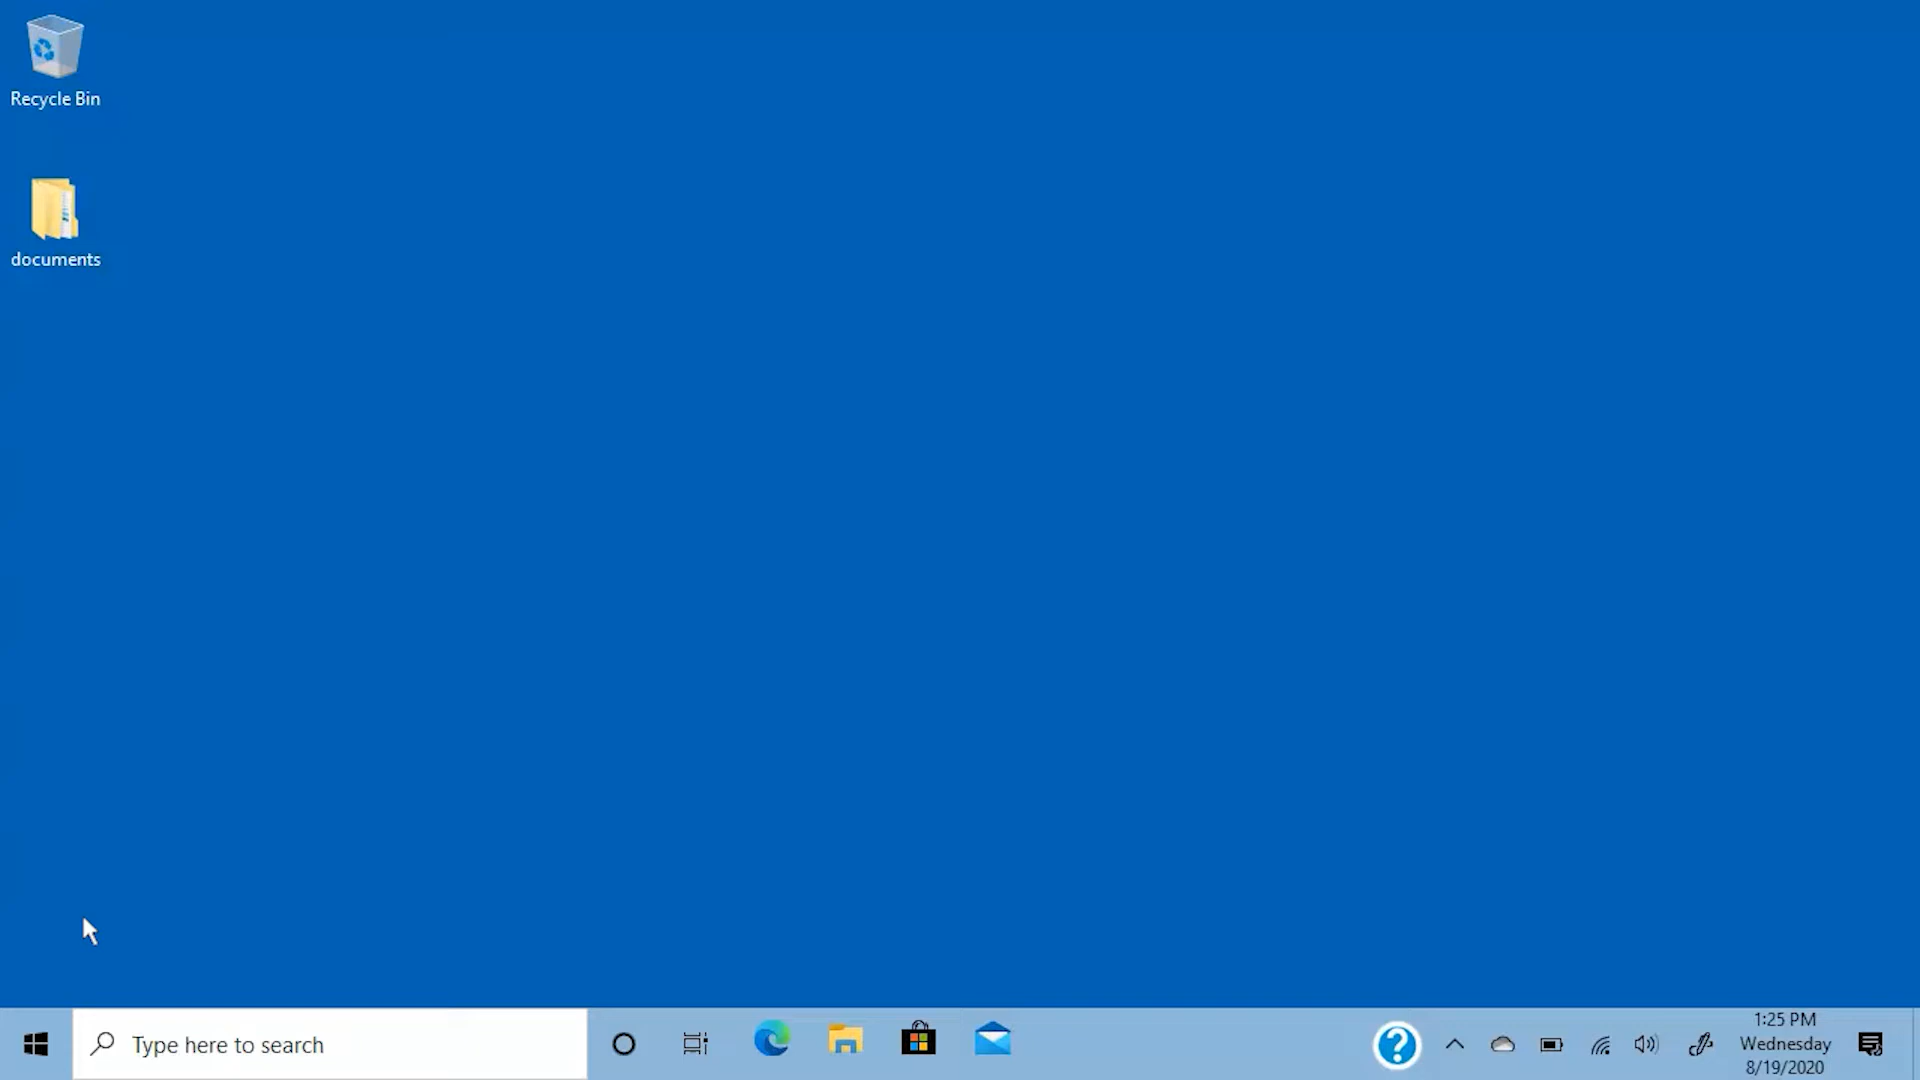 Recycle Bin
documents
Type here to search
1:25 PM
Wednesday
8/19/2020